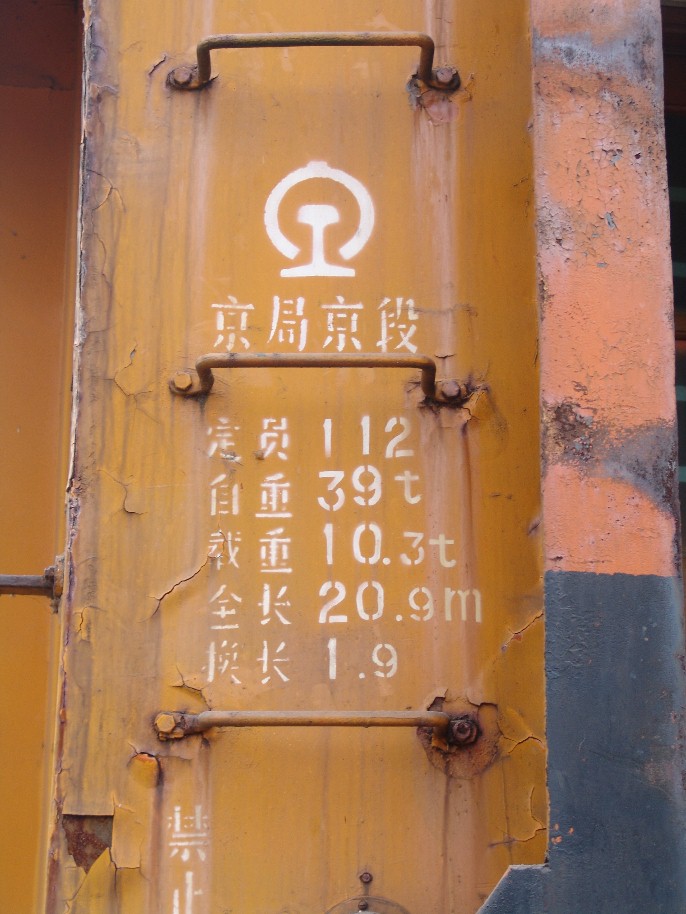 京局京段
定员 112
自重 39t
载重 10.3t
全长 20.9m
换长 1.9
禁止